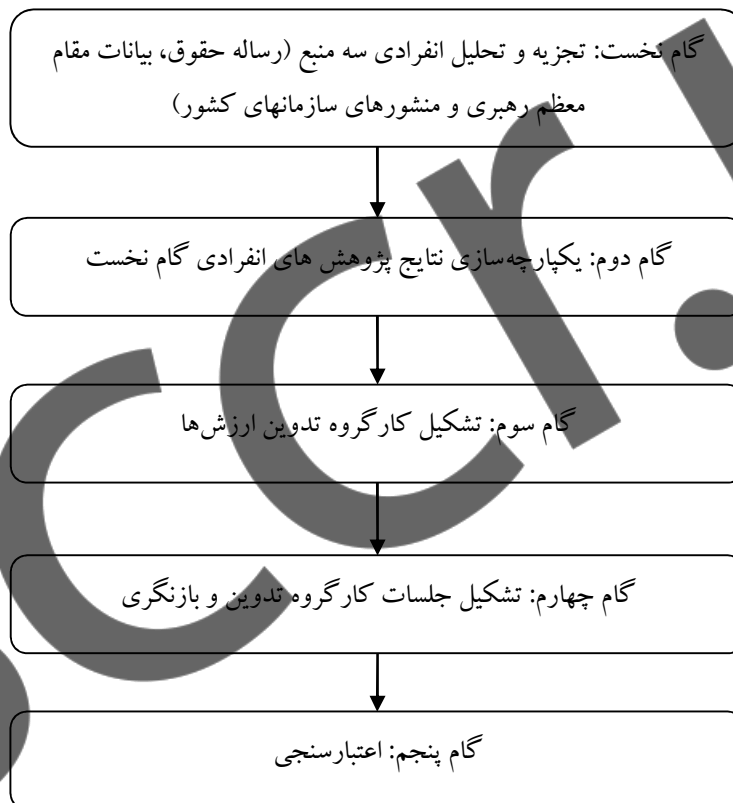 گام نخست: تجزیه و تحلیل انفرادی سه منبع (رساله حقوق، بیانات مقام
معظم رهبری و منشورهای سازمانهای کشور)
گام دوم: یکپارچه‌سازی نتایج پژوهش های انفرادی گام نخست
گام سوم: تشکیل کارگروه تدوین ارزش‌ها
گام چهارم: تشکیل جلسات کارگروه تدوین و بازنگری
گام پنجم: اعتبارسنجی